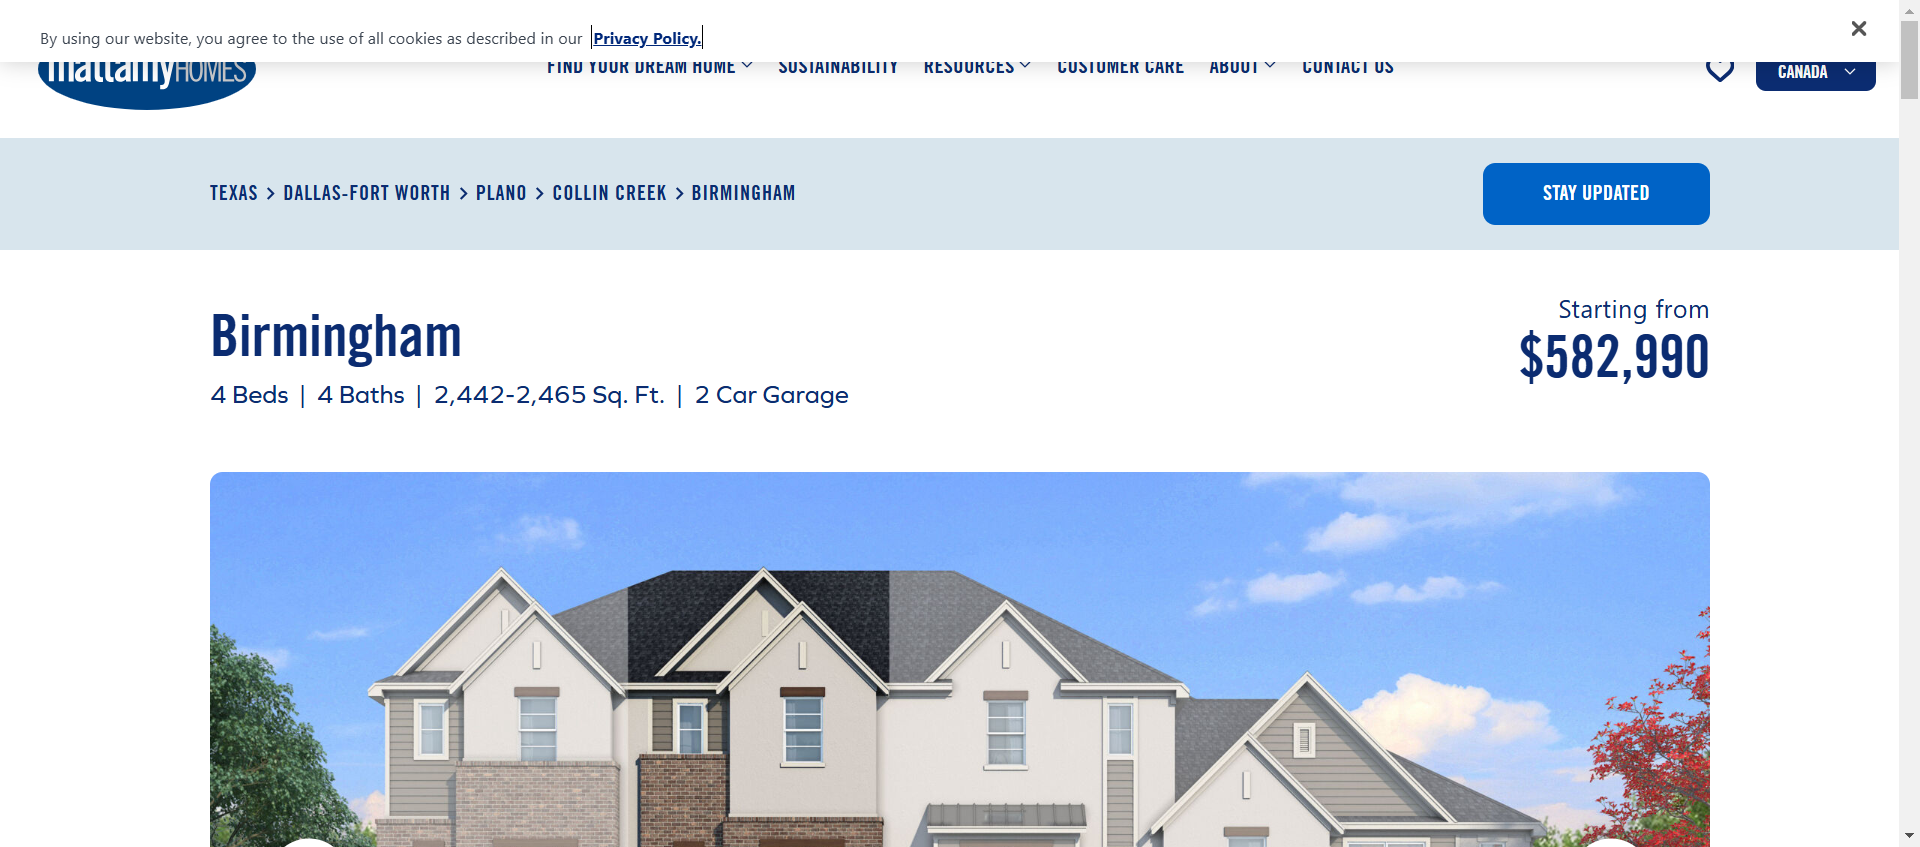 By using our website, you agree to the use of all cookies as described in our Privacy Policy.
mattamyHOMES
FIND YOUR DREAM HOME SUSTAINABILITY RESOURCES CUSTOMER CARE ABOUT CONTACT US
CANADA
TEXAS > DALLAS-FORT WORTH > PLANO > COLLIN CREEK > BIRMINGHAM
STAY UPDATED
Birmingham
Starting from
$582,990
4 Beds | 4 Baths | 2,442-2,465 Sq. Ft. | 2 Car Garage